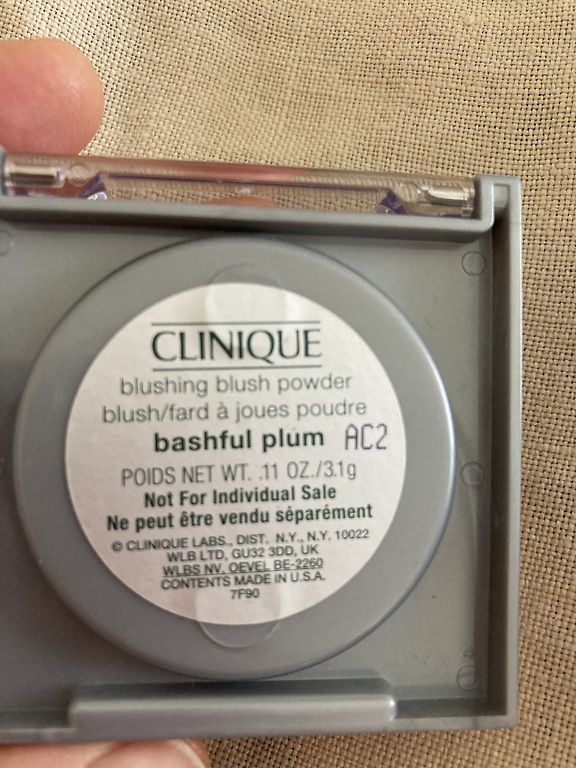 CLINIQUE
blushing blush powder
blush/fard à joues poudre
bashful plum AC2
POIDS NET WT. .11 OZ./3.1g
Not For Individual Sale
Ne peut être vendu séparément
© CLINIQUE LABS., DIST. N.Y., N.Y. 10022
WLB LTD, GU32 3DD, UK
WLBS NV. OEVEL BE-2260
CONTENTS MADE IN U.S.A.
7F90